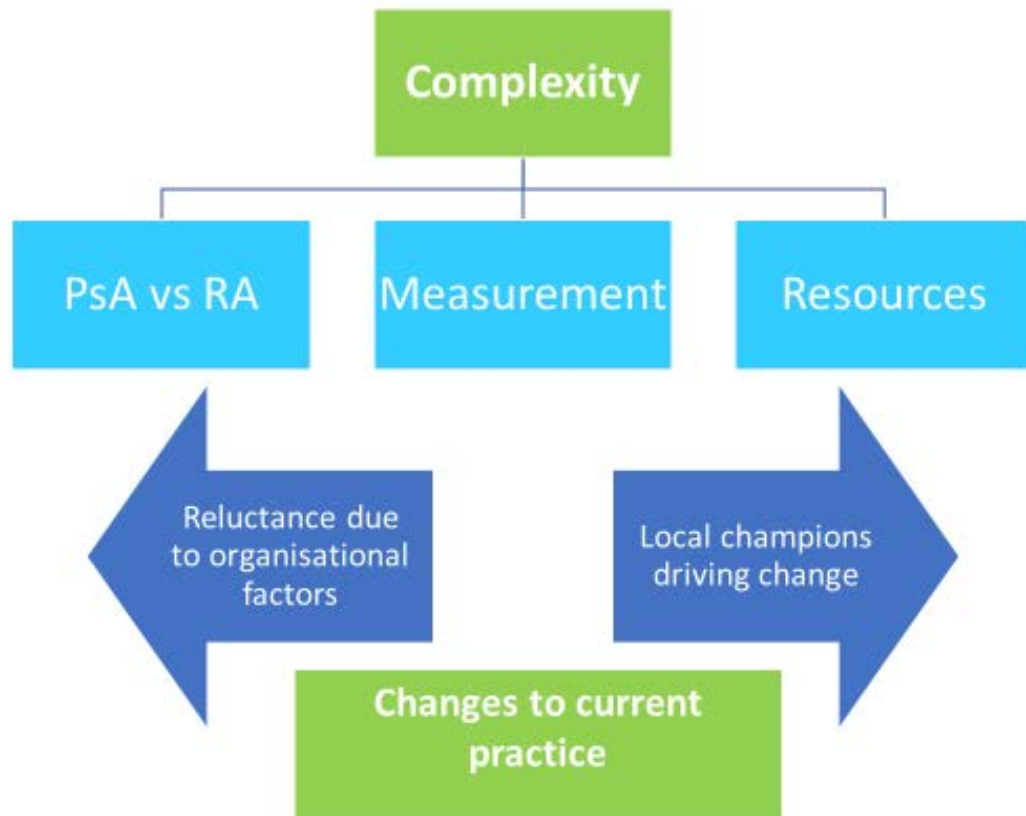 Complexity
PsA vs RA
Measurement
Resources
Reluctance due
to organisational
factors
Local champions
driving change
Changes to current
practice